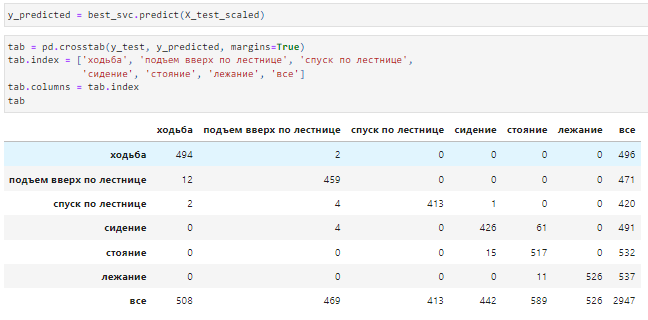 y_predicted = best_svc.predict(X_test_scaled)
tab = pd.crosstab(y_test, y_predicted, margins=True)
tab.index = ['ходьба', 'подъем вверх по лестнице', 'спуск по лестнице',
'сидение', 'стояние', 'лежание', 'все']
tab.columns = tab.index
tab
ходьба подъем вверх по лестнице спуск по лестнице сидение стояние лежание все
ходьба 494 2 0 0 0 0 496
подъем вверх по лестнице 12 459 0 0 0 0 471
спуск по лестнице 2 4 413 1 0 0 420
сидение 0 4 0 426 61 0 491
стояние 0 0 0 15 517 0 532
лежание 0 0 0 0 11 526 537
все 508 469 413 442 589 526 2947